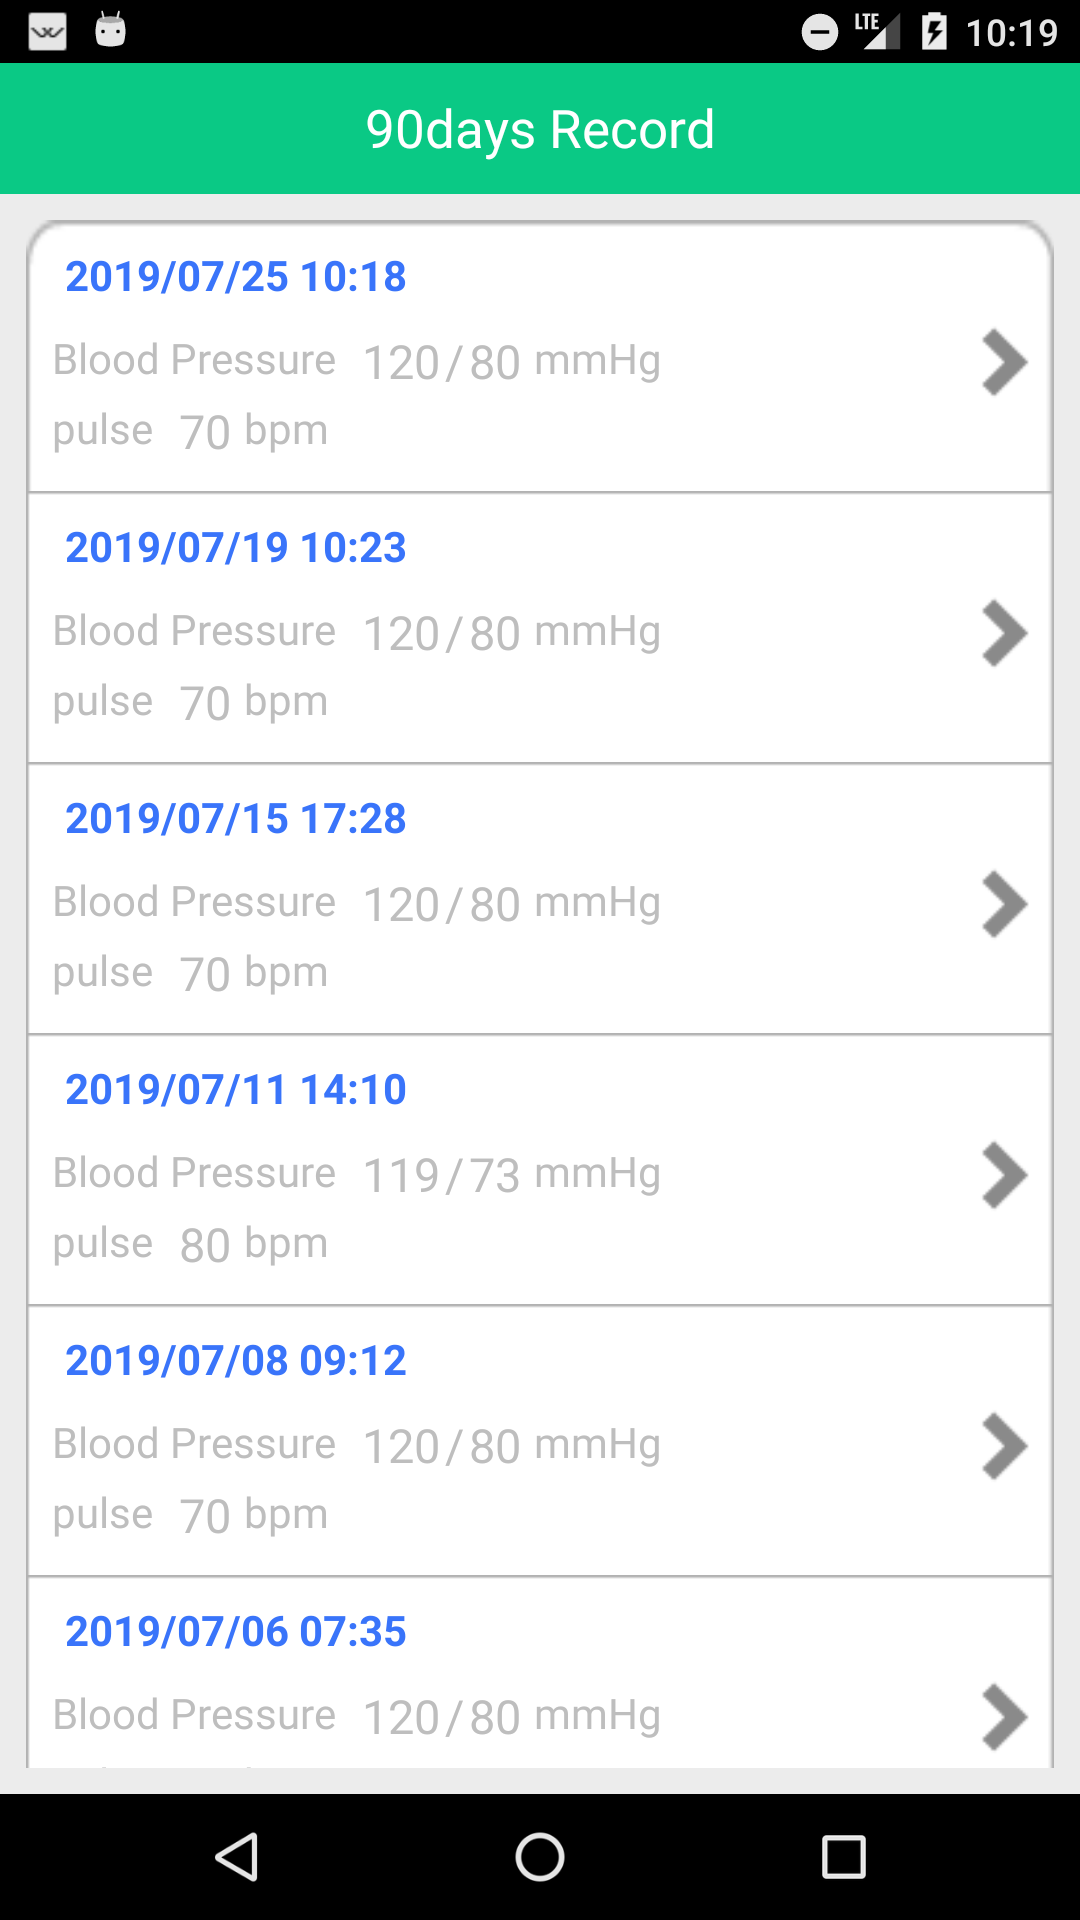 LTE 10:19
90days Record
2019/07/25 10:18
Blood Pressure 120/80 mmHg
pulse 70 bpm
2019/07/19 10:23
Blood Pressure 120/80 mmHg
pulse 70 bpm
2019/07/15 17:28
Blood Pressure 120/80 mmHg
pulse 70 bpm
2019/07/11 14:10
Blood Pressure 119/73 mmHg
pulse 80 bpm
2019/07/08 09:12
Blood Pressure 120/80 mmHg
pulse 70 bpm
2019/07/06 07:35
Blood Pressure 120/80 mmHg